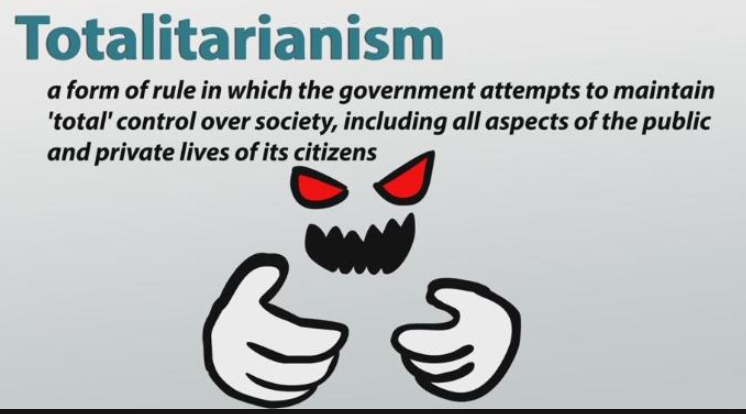 Totalitarianism
a form of rule in which the government attempts to maintain
'total' control over society, including all aspects of the public
and private lives of its citizens